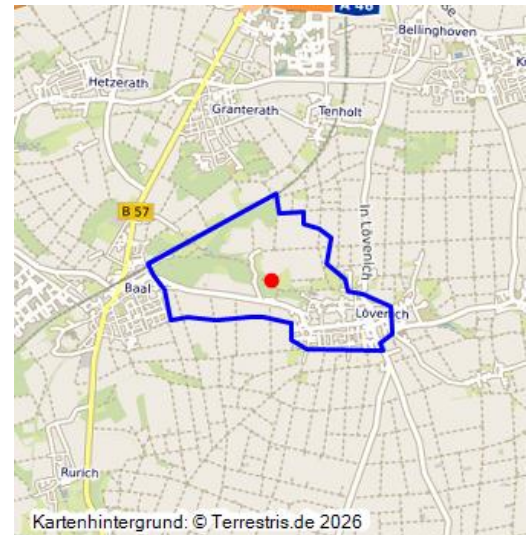 A 46
Bellinghoven
Hetzerath
Granterath
Tenholt
B 57
In Lövenich
Baal
Lövenich
Rurich
Kartenhintergrund: © Terrestris.de 2026